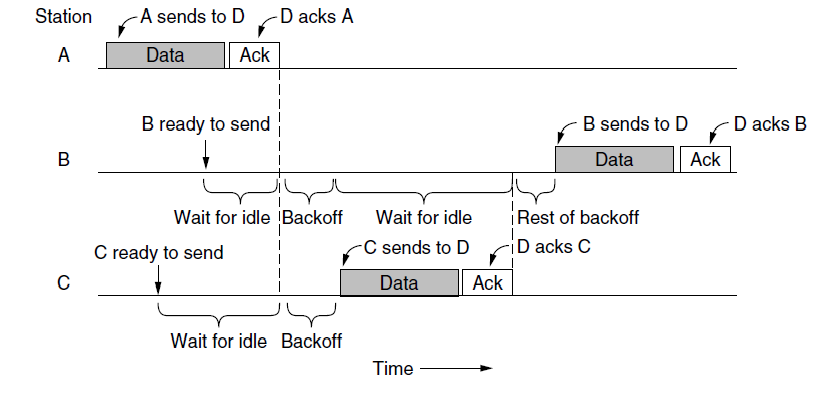 Station
A sends to D
D acks A
A
Data
Ack
B ready to send
B sends to D
D acks B
B
Data
Ack
Wait for idle
Backoff
Wait for idle
Rest of backoff
C ready to send
C sends to D
D acks C
C
Data
Ack
Wait for idle
Backoff
Time